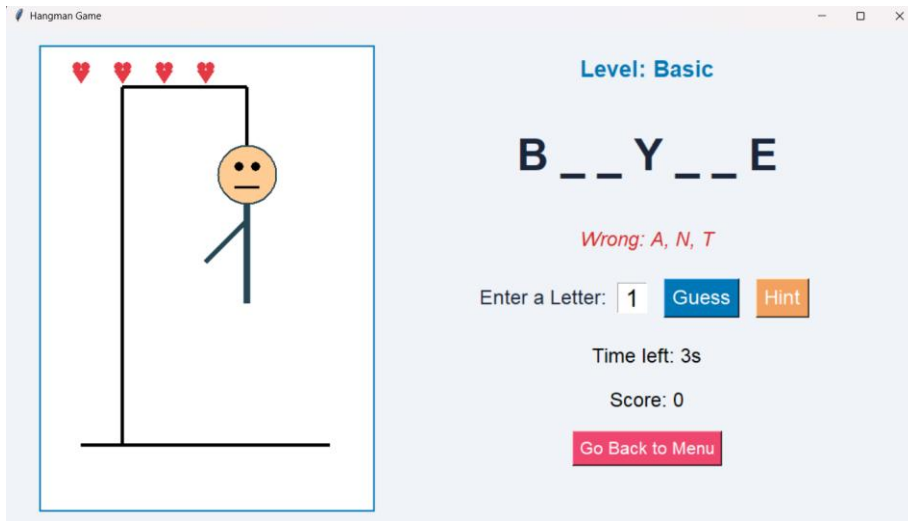 Hangman Game
Level: Basic
B _ _ Y _ _ E
Wrong: A, N, T
Enter a Letter: 1 Guess Hint
Time left: 3s
Score: 0
Go Back to Menu